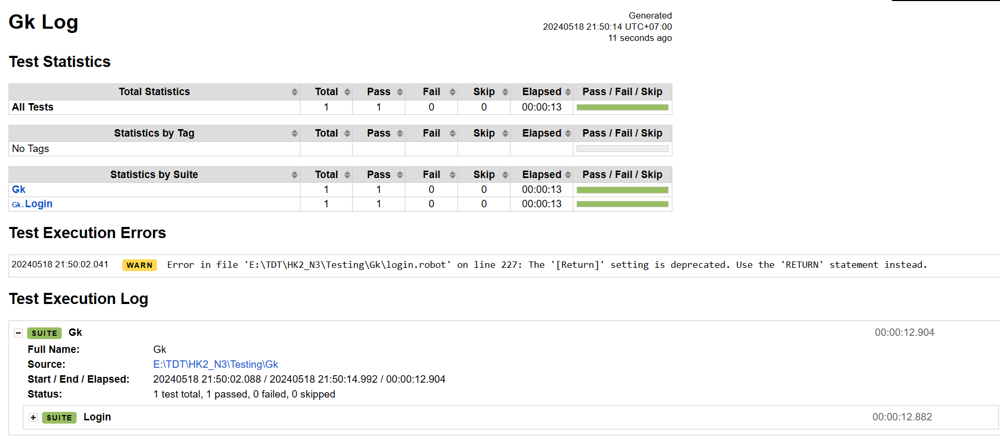 Gk Log
Generated
20240518 21:50:14 UTC+07:00
11 seconds ago
Test Statistics
Total Statistics Total Pass Fail Skip Elapsed Pass / Fail / Skip
All Tests 1 1 0 0 00:00:13
Statistics by Tag Total Pass Fail Skip Elapsed Pass / Fail / Skip
No Tags
Statistics by Suite Total Pass Fail Skip Elapsed Pass / Fail / Skip
Gk 1 1 0 0 00:00:13
Gk.Login 1 1 0 0 00:00:13
Test Execution Errors
20240518 21:50:02.041 WARN Error in file 'E:\TDT\HK2_N3\Testing\Gk\login.robot' on line 227: The '[Return]' setting is deprecated. Use the 'RETURN' statement instead.
Test Execution Log
SUITE Gk 00:00:12.904
Full Name: Gk
Source: E:\TDT\HK2_N3\Testing\Gk
Start / End / Elapsed: 20240518 21:50:02.088 / 20240518 21:50:14.992 / 00:00:12.904
Status: 1 test total, 1 passed, 0 failed, 0 skipped
SUITE Login 00:00:12.882